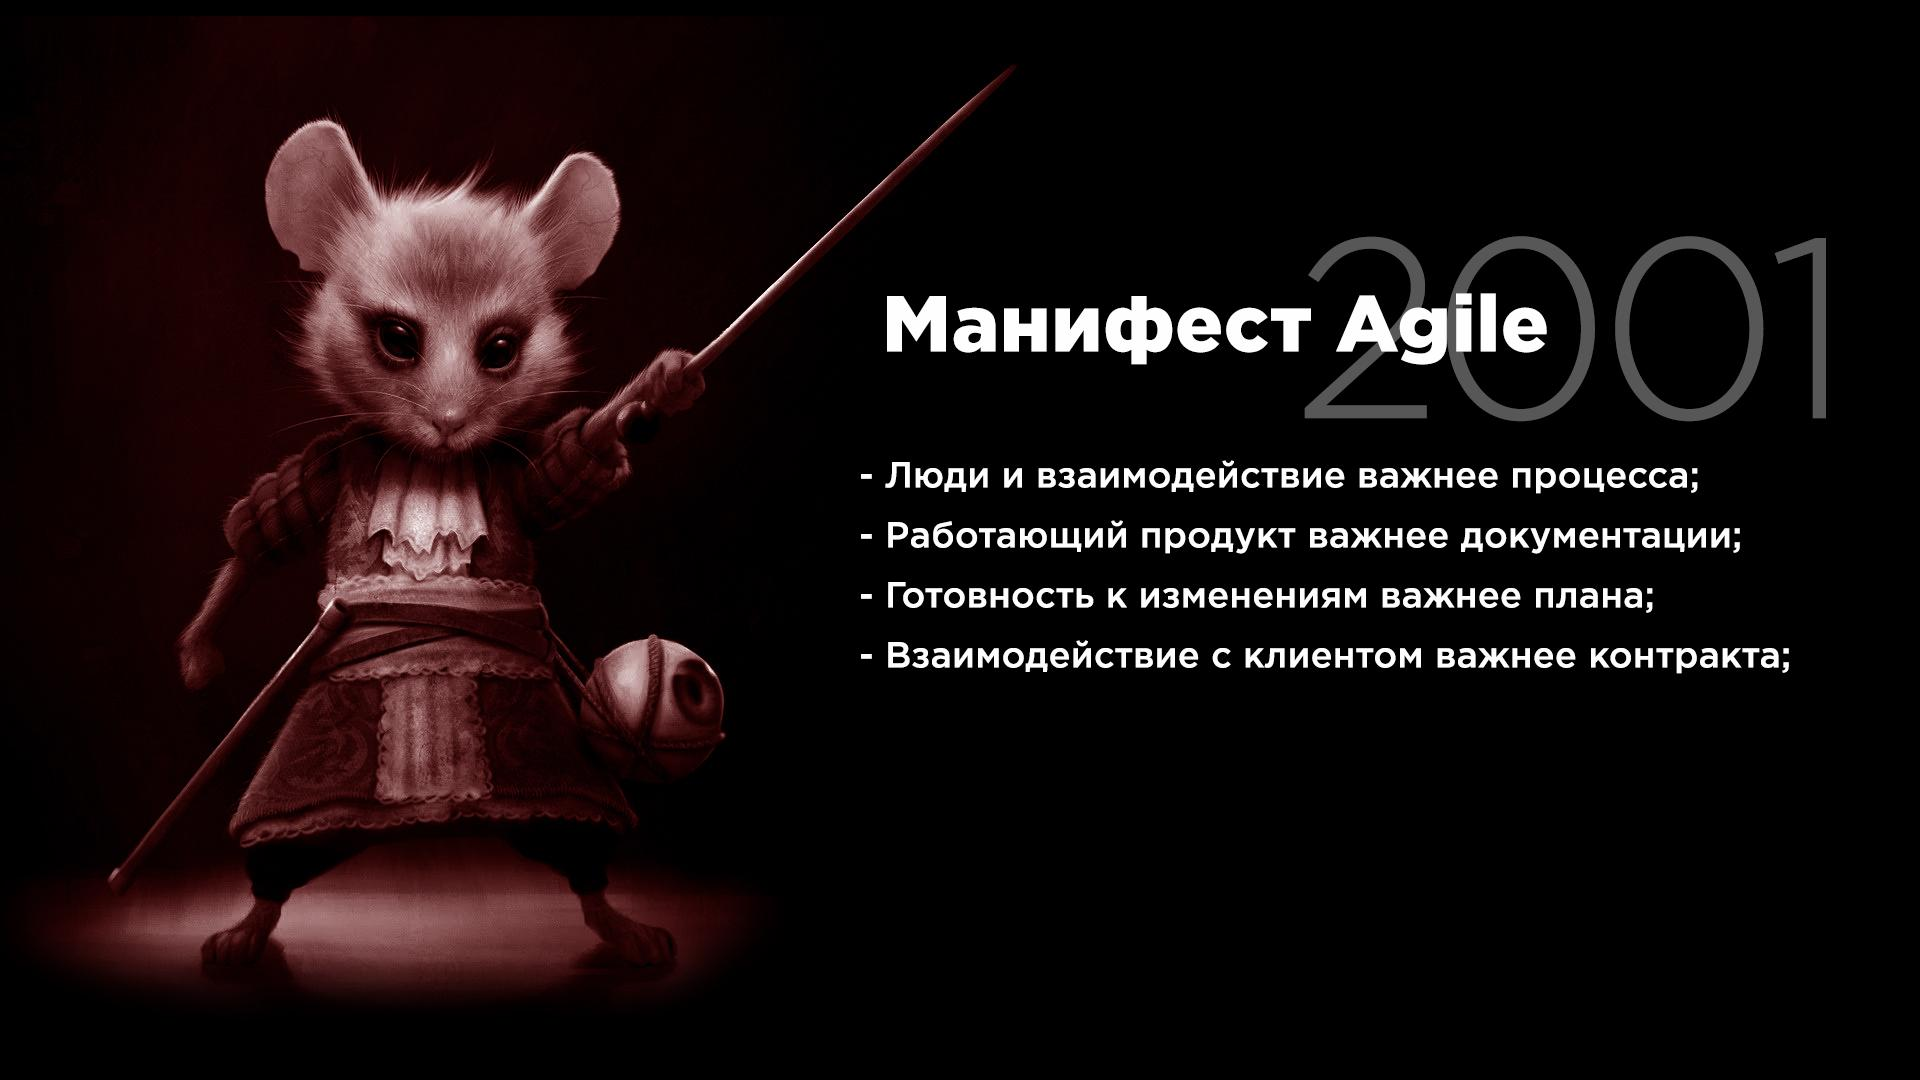 2001
Манифест Agile
- Люди и взаимодействие важнее процесса;
- Работающий продукт важнее документации;
- Готовность к изменениям важнее плана;
- Взаимодействие с клиентом важнее контракта;